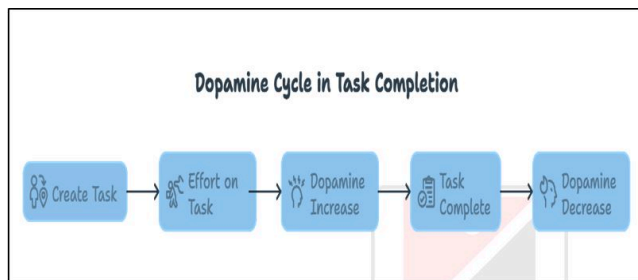 Dopamine Cycle in Task Completion
Create Task
Effort on
Task
Dopamine
Increase
Task
Complete
Dopamine
Decrease